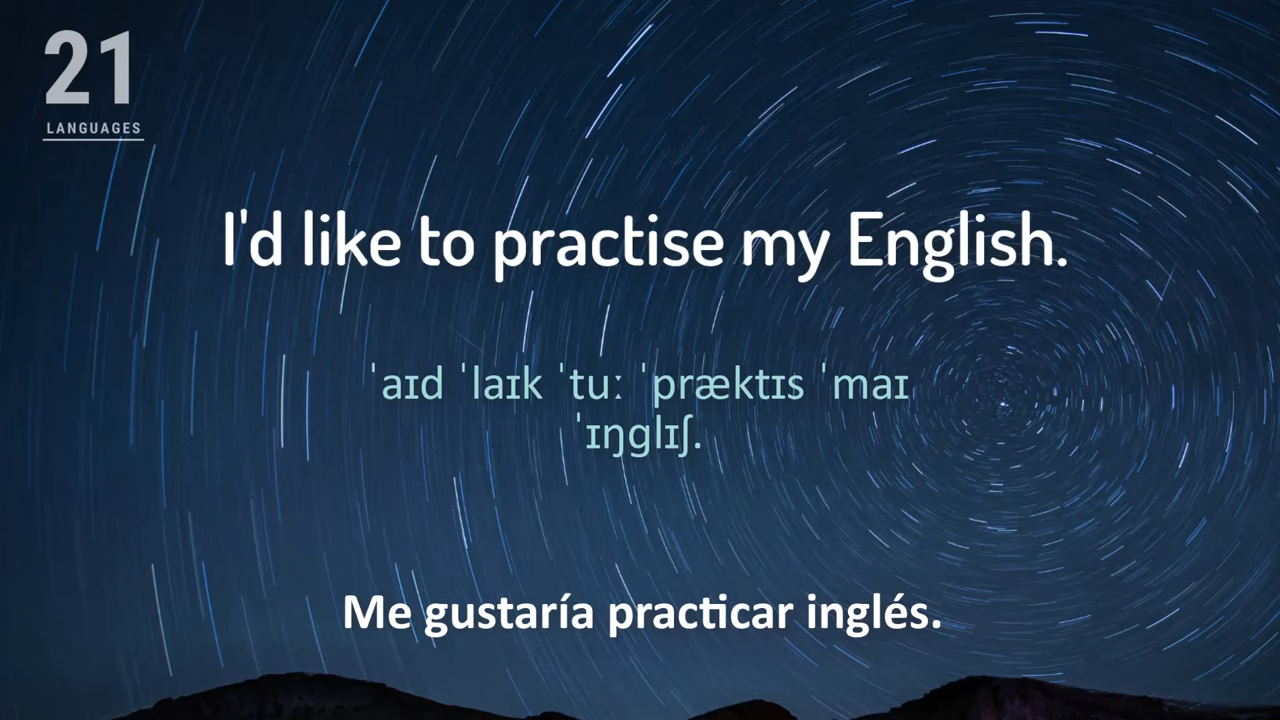 21
LANGUAGES
I'd like to practise my English.
ˈaɪd ˈlaɪk ˈtuː ˈpræktɪs ˈmaɪ
ˈɪŋglɪʃ.
Me gustaría practicar inglés.